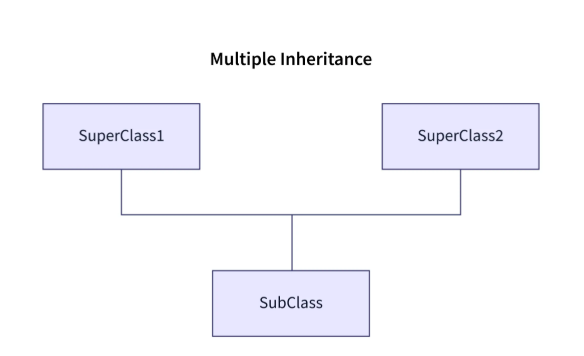 Multiple Inheritance
SuperClass1
SuperClass2
SubClass